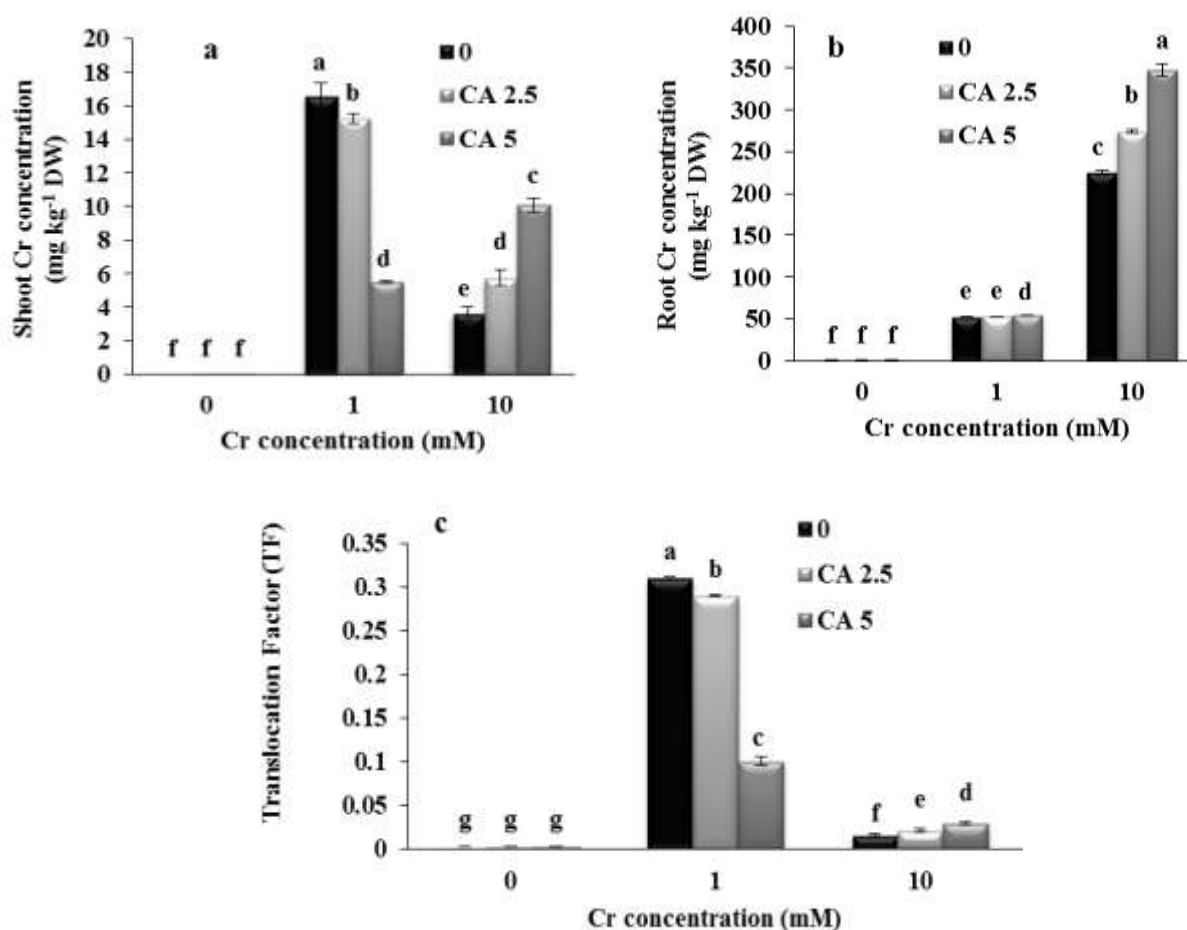 a
Shoot Cr concentration
(mg kg⁻¹ DW)
20
18
16
14
12
10
8
6
4
2
0
0
CA 2.5
CA 5
f f f
a b d
e d c
0 1 10
Cr concentration (mM)
b
Root Cr concentration
(mg kg⁻¹ DW)
400
350
300
250
200
150
100
50
0
0
CA 2.5
CA 5
f f f
e e d
c b a
0 1 10
Cr concentration (mM)
c
Translocation Factor (TF)
0.35
0.3
0.25
0.2
0.15
0.1
0.05
0
0
CA 2.5
CA 5
g g g
a b c
f e d
0 1 10
Cr concentration (mM)